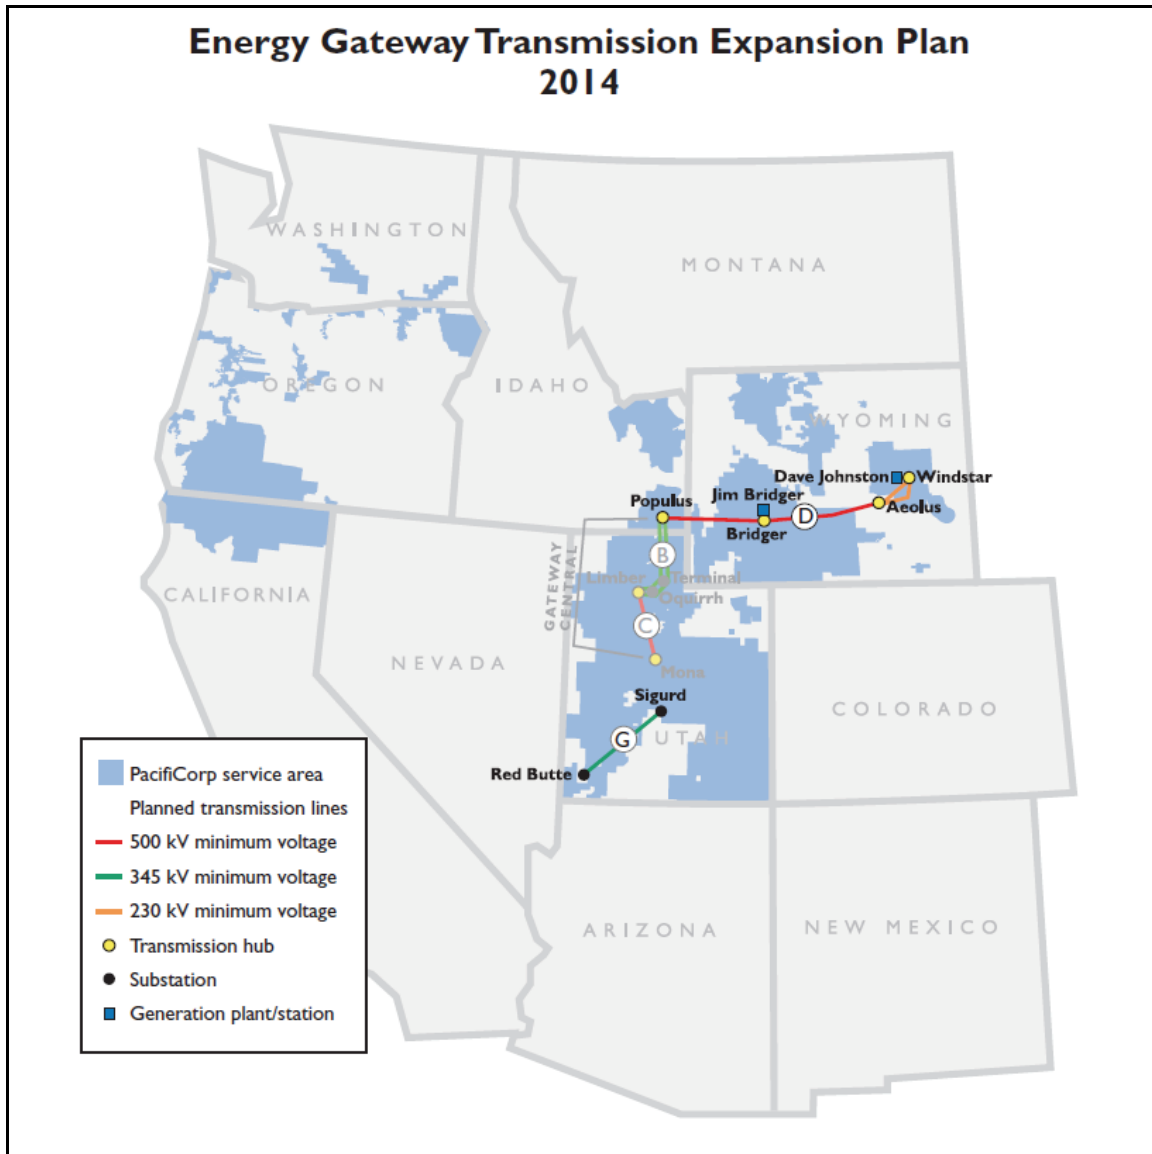 Energy Gateway Transmission Expansion Plan
2014
WASHINGTON
MONTANA
OREGON
IDAHO
WYOMING
Dave Johnston
Windstar
Jim Bridger
Populus
Aeolus
D
Bridger
B
GATEWAY
CENTRAL
Limber
Terminal
Oquirrh
CALIFORNIA
C
NEVADA
Mona
Sigurd
COLORADO
G
UTAH
Red Butte
PacifiCorp service area
Planned transmission lines
500 kV minimum voltage
345 kV minimum voltage
230 kV minimum voltage
Transmission hub
Substation
Generation plant/station
ARIZONA
NEW MEXICO